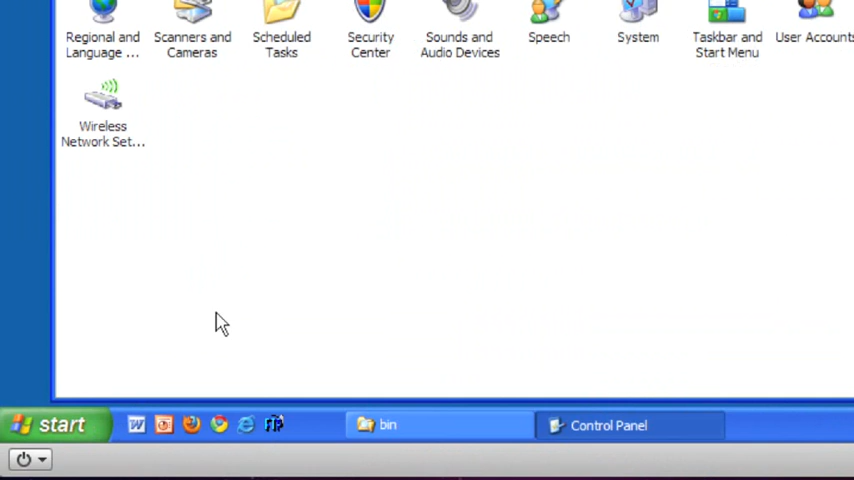 Regional and
Language ...
Scanners and
Cameras
Scheduled
Tasks
Security
Center
Sounds and
Audio Devices
Speech
System
Taskbar and
Start Menu
User Accounts
Wireless
Network Set...
start
bin
Control Panel